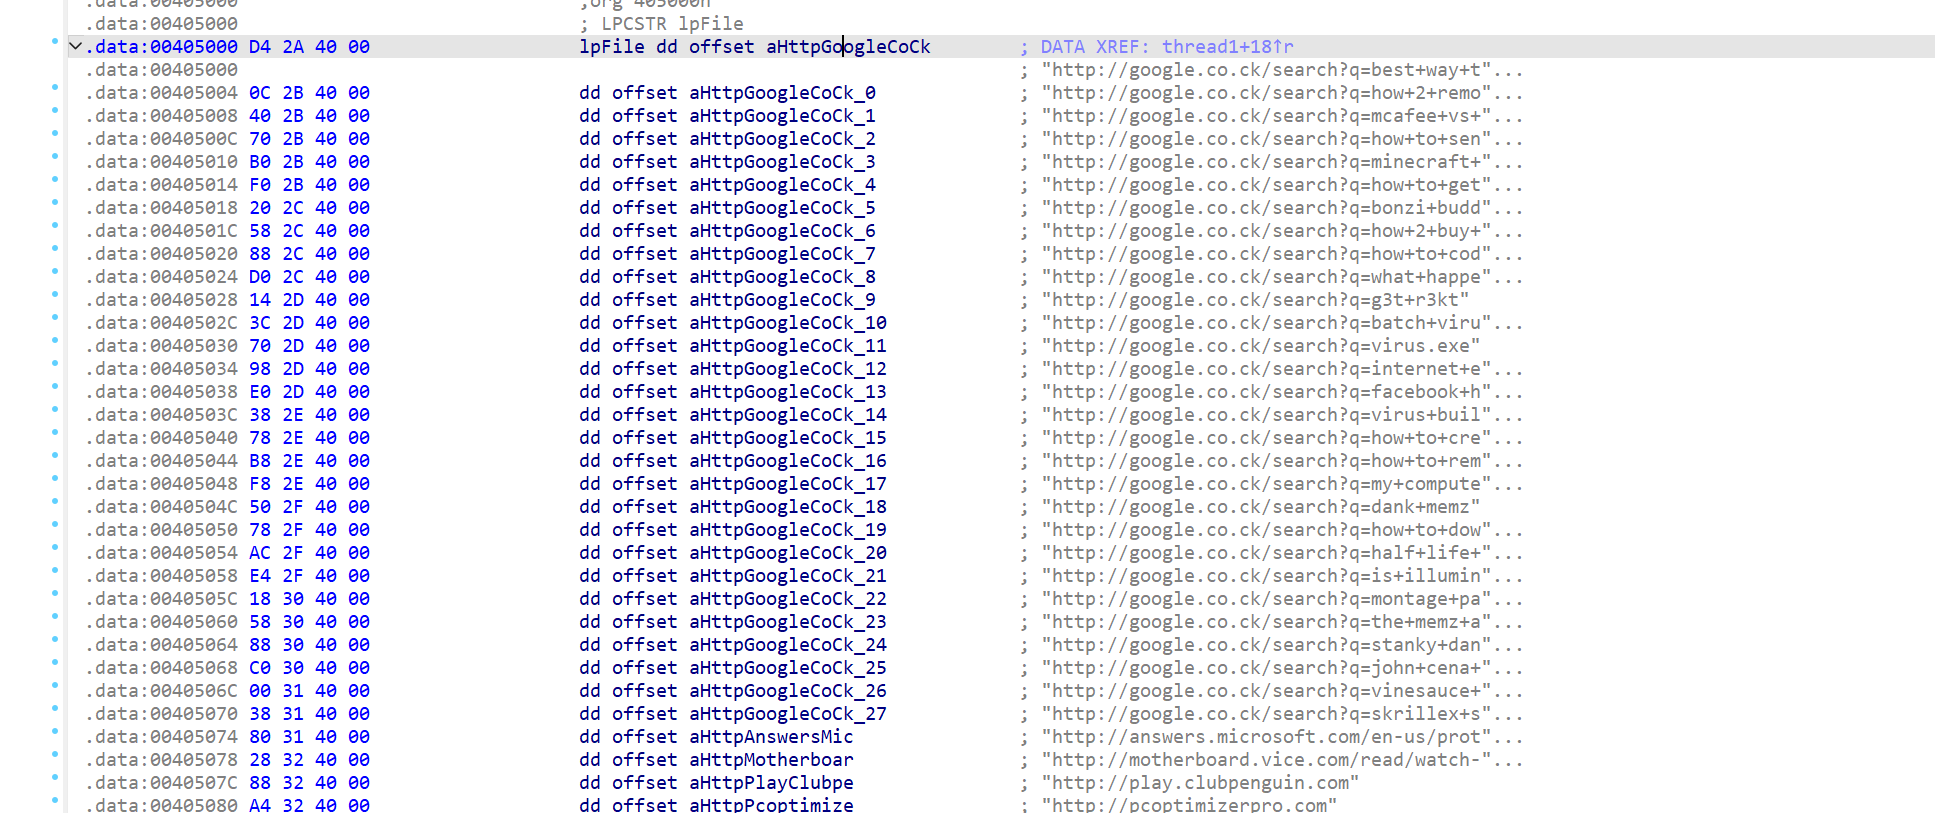 .data:00405000 ;org 405000h
.data:00405000 ; LPCSTR lpFile
.data:00405000 D4 2A 40 00 lpFile dd offset aHttpGoogleCoCk ; DATA XREF: thread1+18↑r
.data:00405000 ; "http://google.co.ck/search?q=best+way+t"...
.data:00405004 0C 2B 40 00 dd offset aHttpGoogleCoCk_0 ; "http://google.co.ck/search?q=how+2+remo"...
.data:00405008 40 2B 40 00 dd offset aHttpGoogleCoCk_1 ; "http://google.co.ck/search?q=mcafee+vs+"...
.data:0040500C 70 2B 40 00 dd offset aHttpGoogleCoCk_2 ; "http://google.co.ck/search?q=how+to+sen"...
.data:00405010 B0 2B 40 00 dd offset aHttpGoogleCoCk_3 ; "http://google.co.ck/search?q=minecraft+"...
.data:00405014 F0 2B 40 00 dd offset aHttpGoogleCoCk_4 ; "http://google.co.ck/search?q=how+to+get"...
.data:00405018 20 2C 40 00 dd offset aHttpGoogleCoCk_5 ; "http://google.co.ck/search?q=bonzi+budd"...
.data:0040501C 58 2C 40 00 dd offset aHttpGoogleCoCk_6 ; "http://google.co.ck/search?q=how+2+buy+"...
.data:00405020 88 2C 40 00 dd offset aHttpGoogleCoCk_7 ; "http://google.co.ck/search?q=how+to+cod"...
.data:00405024 D0 2C 40 00 dd offset aHttpGoogleCoCk_8 ; "http://google.co.ck/search?q=what+happe"...
.data:00405028 14 2D 40 00 dd offset aHttpGoogleCoCk_9 ; "http://google.co.ck/search?q=g3t+r3kt"
.data:0040502C 3C 2D 40 00 dd offset aHttpGoogleCoCk_10 ; "http://google.co.ck/search?q=batch+viru"...
.data:00405030 70 2D 40 00 dd offset aHttpGoogleCoCk_11 ; "http://google.co.ck/search?q=virus.exe"
.data:00405034 98 2D 40 00 dd offset aHttpGoogleCoCk_12 ; "http://google.co.ck/search?q=internet+e"...
.data:00405038 E0 2D 40 00 dd offset aHttpGoogleCoCk_13 ; "http://google.co.ck/search?q=facebook+h"...
.data:0040503C 38 2E 40 00 dd offset aHttpGoogleCoCk_14 ; "http://google.co.ck/search?q=virus+buil"...
.data:00405040 78 2E 40 00 dd offset aHttpGoogleCoCk_15 ; "http://google.co.ck/search?q=how+to+cre"...
.data:00405044 B8 2E 40 00 dd offset aHttpGoogleCoCk_16 ; "http://google.co.ck/search?q=how+to+rem"...
.data:00405048 F8 2E 40 00 dd offset aHttpGoogleCoCk_17 ; "http://google.co.ck/search?q=my+compute"...
.data:0040504C 50 2F 40 00 dd offset aHttpGoogleCoCk_18 ; "http://google.co.ck/search?q=dank+memz"
.data:00405050 78 2F 40 00 dd offset aHttpGoogleCoCk_19 ; "http://google.co.ck/search?q=how+to+dow"...
.data:00405054 AC 2F 40 00 dd offset aHttpGoogleCoCk_20 ; "http://google.co.ck/search?q=half+life+"...
.data:00405058 E4 2F 40 00 dd offset aHttpGoogleCoCk_21 ; "http://google.co.ck/search?q=is+illumin"...
.data:0040505C 18 30 40 00 dd offset aHttpGoogleCoCk_22 ; "http://google.co.ck/search?q=montage+pa"...
.data:00405060 58 30 40 00 dd offset aHttpGoogleCoCk_23 ; "http://google.co.ck/search?q=the+memz+a"...
.data:00405064 88 30 40 00 dd offset aHttpGoogleCoCk_24 ; "http://google.co.ck/search?q=stanky+dan"...
.data:00405068 C0 30 40 00 dd offset aHttpGoogleCoCk_25 ; "http://google.co.ck/search?q=john+cena+"...
.data:0040506C 00 31 40 00 dd offset aHttpGoogleCoCk_26 ; "http://google.co.ck/search?q=vinesauce+"...
.data:00405070 38 31 40 00 dd offset aHttpGoogleCoCk_27 ; "http://google.co.ck/search?q=skrillex+s"...
.data:00405074 80 31 40 00 dd offset aHttpAnswersMic ; "http://answers.microsoft.com/en-us/prot"...
.data:00405078 28 32 40 00 dd offset aHttpMotherboar ; "http://motherboard.vice.com/read/watch-"...
.data:0040507C 88 32 40 00 dd offset aHttpPlayClubpe ; "http://play.clubpenguin.com"
.data:00405080 A4 32 40 00 dd offset aHttpPcoptimize ; "http://pcoptimizerpro.com"